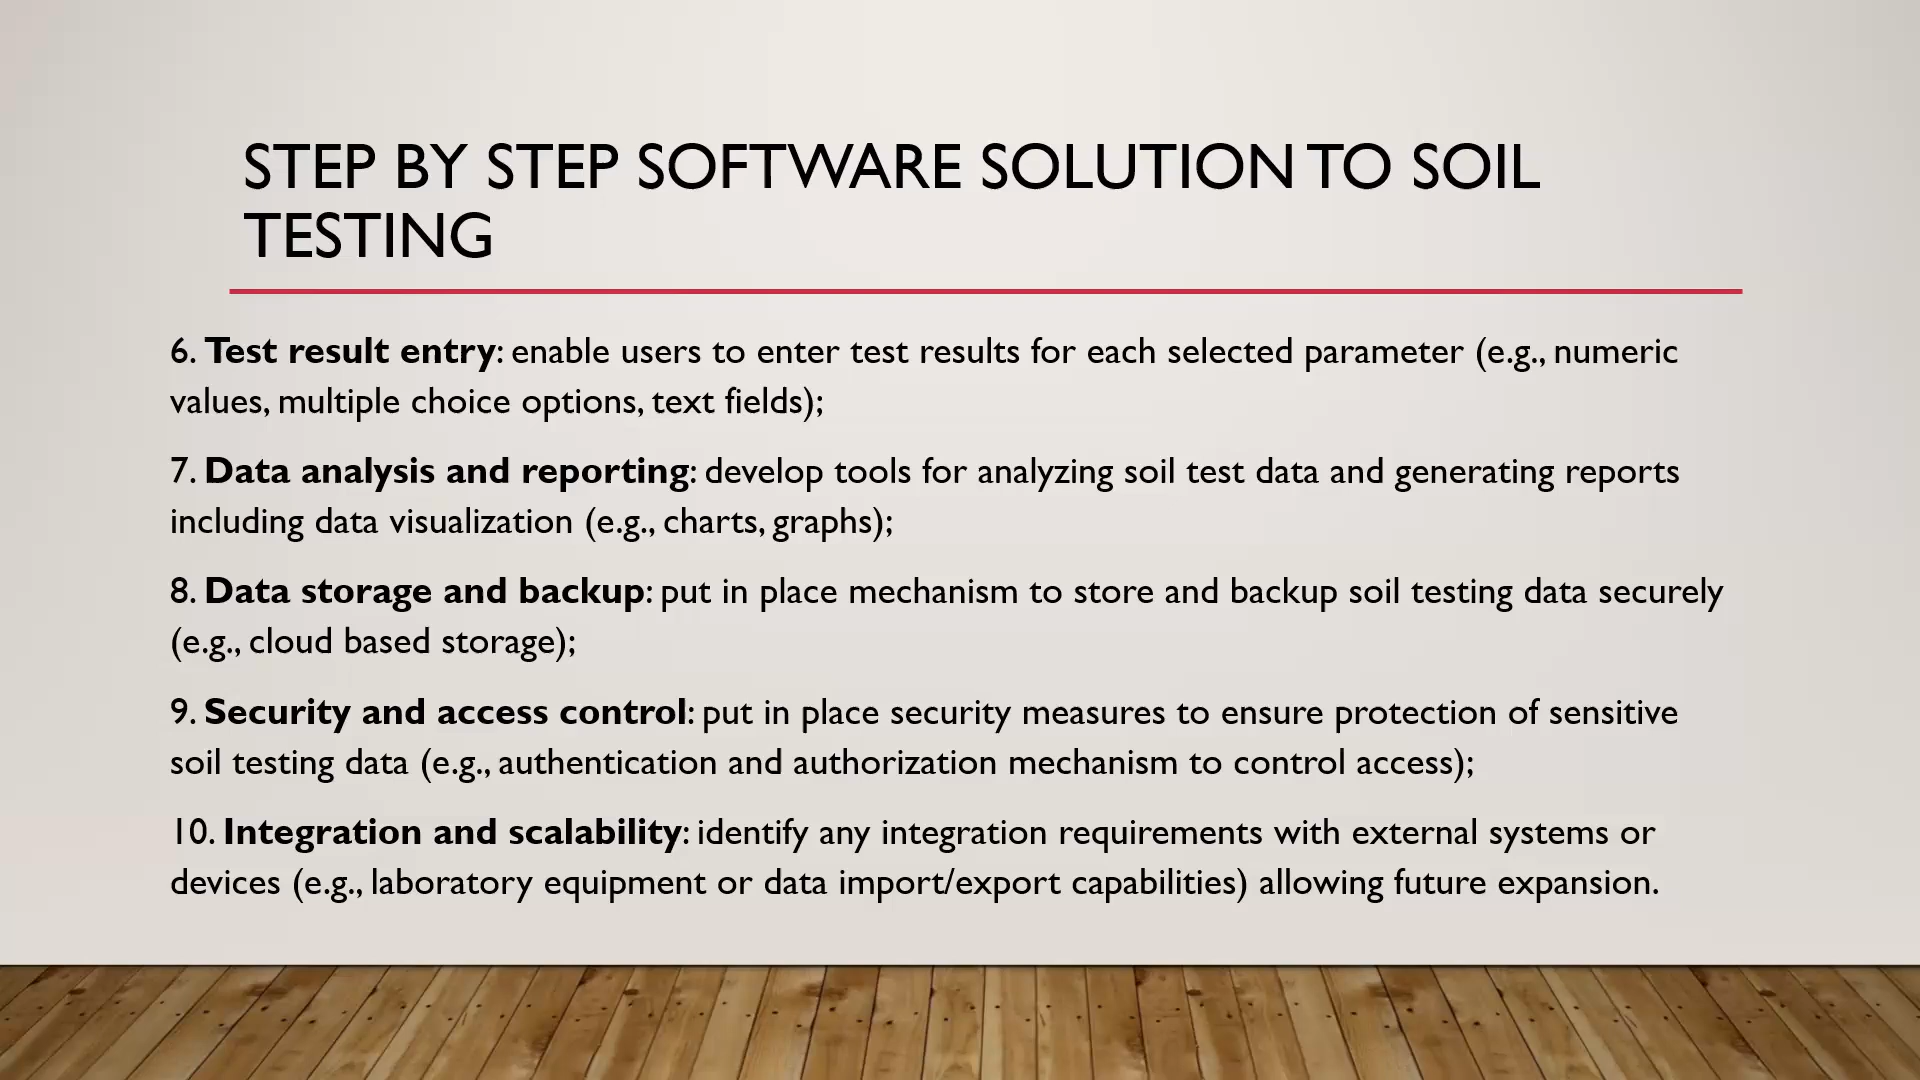 STEP BY STEP SOFTWARE SOLUTION TO SOIL
TESTING
6. Test result entry: enable users to enter test results for each selected parameter (e.g., numeric
values, multiple choice options, text fields);
7. Data analysis and reporting: develop tools for analyzing soil test data and generating reports
including data visualization (e.g., charts, graphs);
8. Data storage and backup: put in place mechanism to store and backup soil testing data securely
(e.g., cloud based storage);
9. Security and access control: put in place security measures to ensure protection of sensitive
soil testing data (e.g., authentication and authorization mechanism to control access);
10. Integration and scalability: identify any integration requirements with external systems or
devices (e.g., laboratory equipment or data import/export capabilities) allowing future expansion.